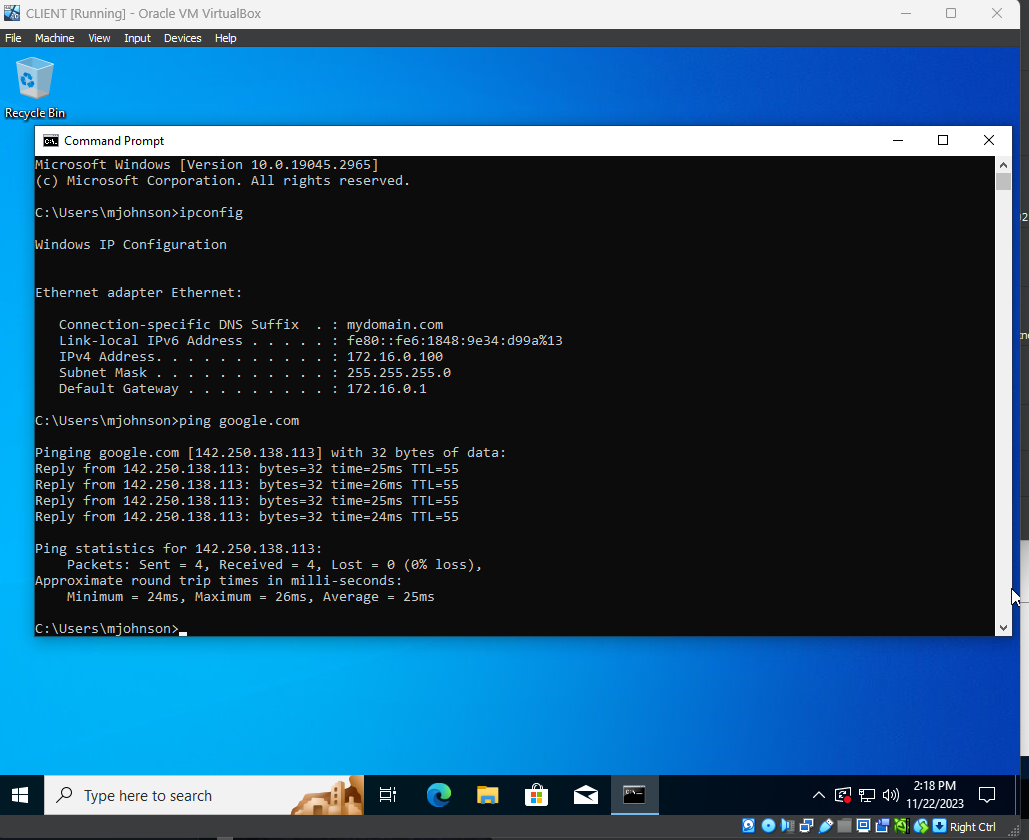 CLIENT [Running] - Oracle VM VirtualBox
File Machine View Input Devices Help
Recycle Bin
Command Prompt
Microsoft Windows [Version 10.0.19045.2965]
(c) Microsoft Corporation. All rights reserved.
C:\Users\mjohnson>ipconfig
Windows IP Configuration
Ethernet adapter Ethernet:
Connection-specific DNS Suffix  . : mydomain.com
Link-local IPv6 Address . . . . . : fe80::fe6:1848:9e34:d99a%13
IPv4 Address. . . . . . . . . . . : 172.16.0.100
Subnet Mask . . . . . . . . . . . : 255.255.255.0
Default Gateway . . . . . . . . . : 172.16.0.1
C:\Users\mjohnson>ping google.com
Pinging google.com [142.250.138.113] with 32 bytes of data:
Reply from 142.250.138.113: bytes=32 time=25ms TTL=55
Reply from 142.250.138.113: bytes=32 time=26ms TTL=55
Reply from 142.250.138.113: bytes=32 time=25ms TTL=55
Reply from 142.250.138.113: bytes=32 time=24ms TTL=55
Ping statistics for 142.250.138.113:
Packets: Sent = 4, Received = 4, Lost = 0 (0% loss),
Approximate round trip times in milli-seconds:
Minimum = 24ms, Maximum = 26ms, Average = 25ms
C:\Users\mjohnson>
Type here to search
2:18 PM
11/22/2023
Right Ctrl